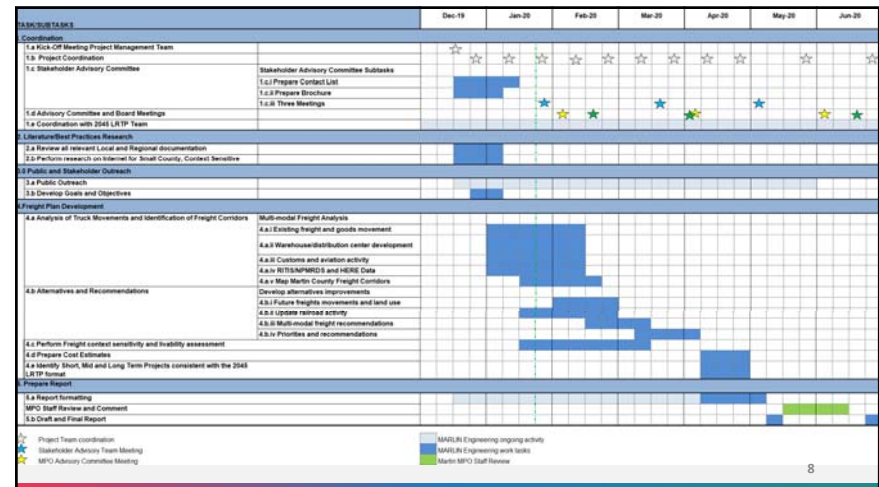 TASK/SUBTASKS Dec-19 Jan-20 Feb-20 Mar-20 Apr-20 May-20 Jun-20
Coordination
1.a Kick-Off Meeting Project Management Team
1.b Project Coordination
1.c Stakeholder Advisory Committee Stakeholder Advisory Committee Subtasks
1.c.i Prepare Contact List
1.c.ii Prepare Brochure
1.c.iii Three Meetings
1.d Advisory Committee and Board Meetings
1.e Coordination with 2045 LRTP Team
2. Literature/Best Practices Research
2.a Review all relevant Local and Regional documentation
2.b Perform research on Internet for Small County, Context Sensitive
3.0 Public and Stakeholder Outreach
3.a Public Outreach
3.b Develop Goals and Objectives
4.Freight Plan Development
4.a Analysis of Truck Movements and Identification of Freight Corridors Multi-modal Freight Analysis
4.a.i Existing freight and goods movement
4.a.ii Warehouse/distribution center development
4.a.iii Customs and aviation activity
4.a.iv RITIS/NPMRDS and HERE Data
4.a.v Map Martin County Freight Corridors
4.b Alternatives and Recommendations Develop alternatives improvements
4.b.i Future freights movements and land use
4.b.ii Update railroad activity
4.b.iii Multi-modal freight recommendations
4.b.iv Priorities and recommendations
4.c Perform Freight context sensitivity and livability assessment
4.d Prepare Cost Estimates
4.e Identify Short, Mid and Long Term Projects consistent with the 2045
LRTP format
5. Prepare Report
5.a Report formatting
MPO Staff Review and Comment
5.b Draft and Final Report
Project Team coordination MARLIN Engineering ongoing activity
Stakeholder Advisory Team Meeting MARLIN Engineering work tasks
MPO Advisory Committee Meeting Martin MPO Staff Review
8